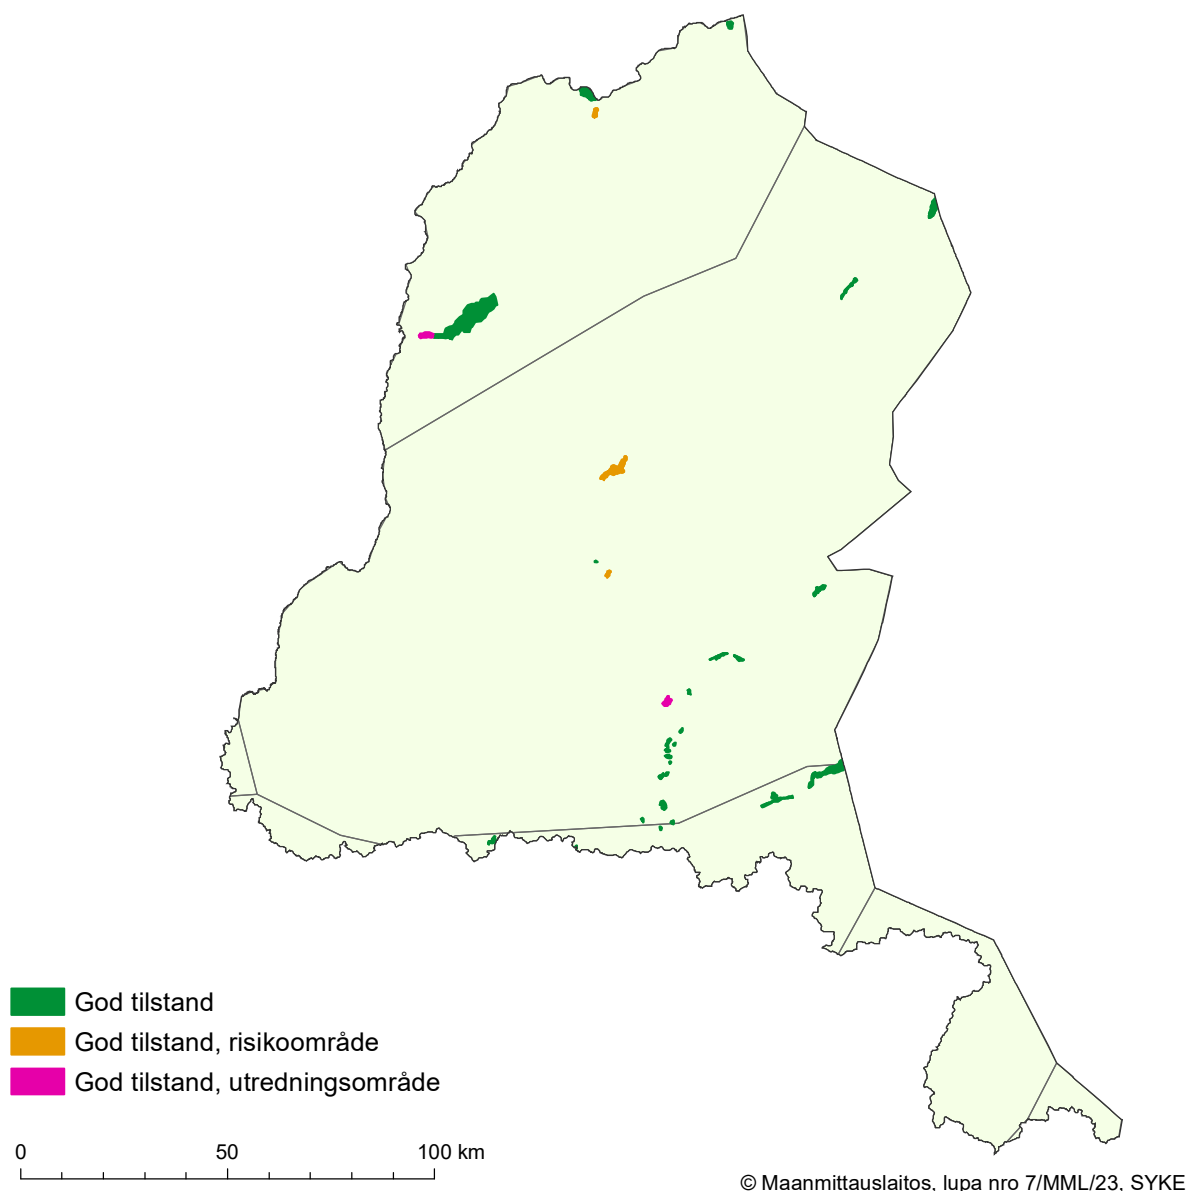 God tilstand
God tilstand, risikoområde
God tilstand, utredningsområde
0 50 100 km
© Maanmittauslaitos, lupa nro 7/MML/23, SYKE